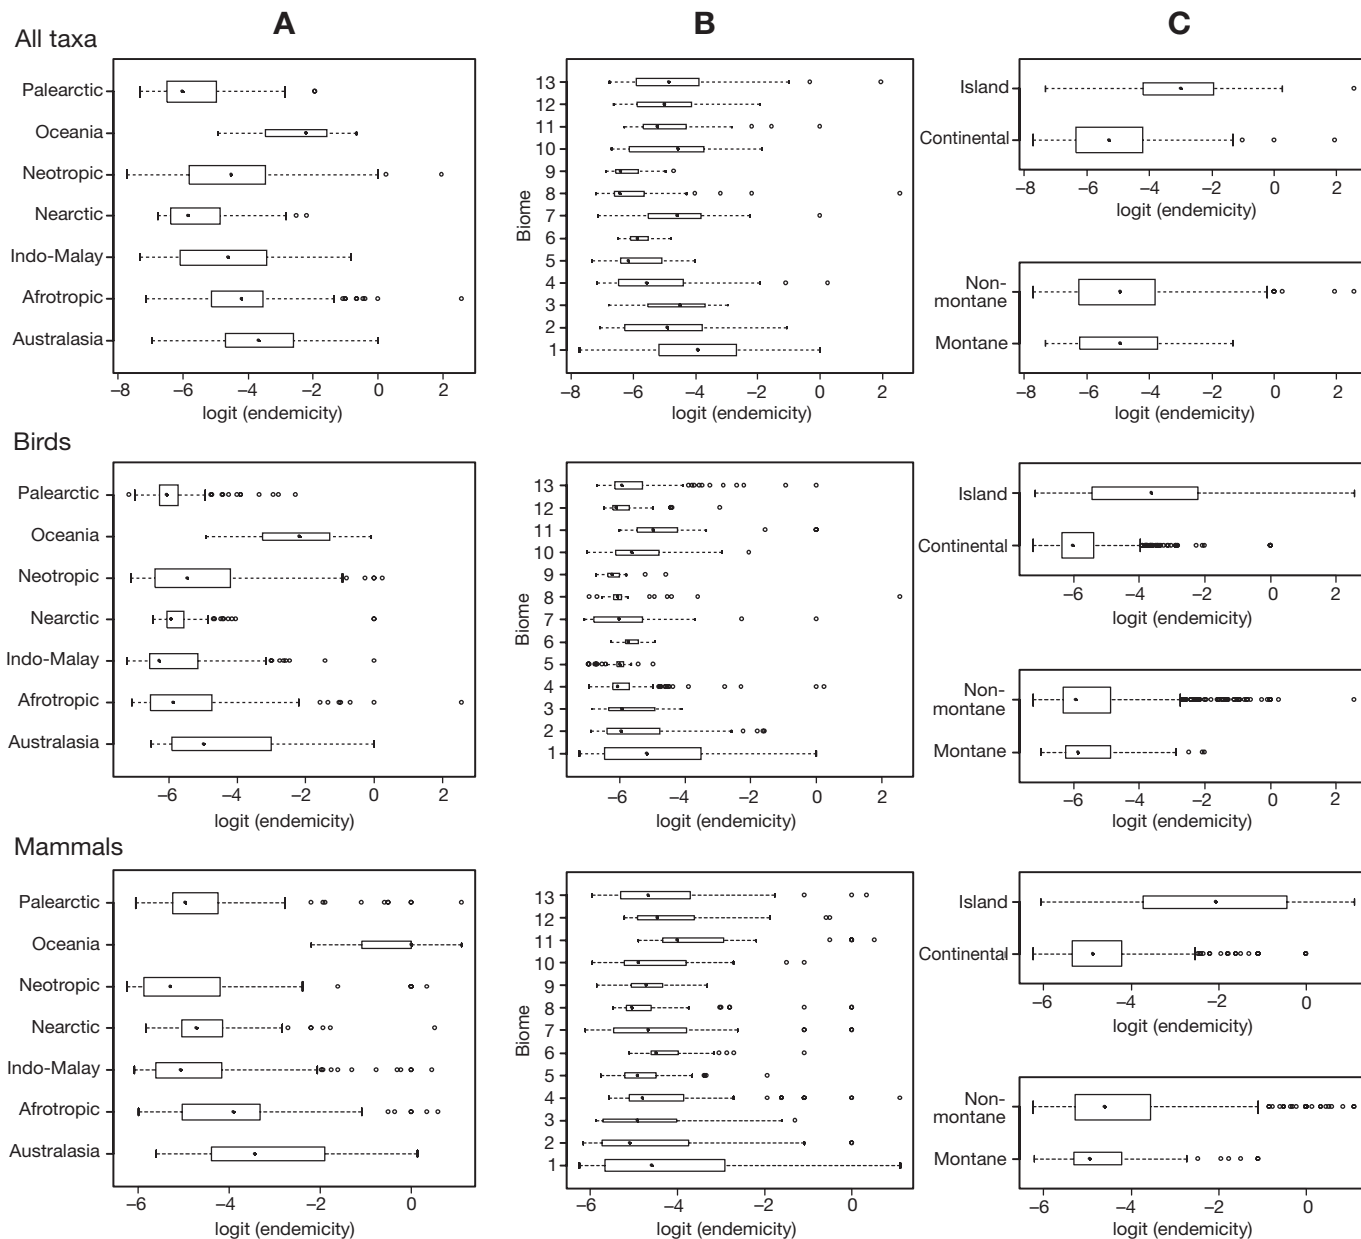 A
B
C
All taxa
Palearctic
Oceania
Neotropic
Nearctic
Indo-Malay
Afrotropic
Australasia
−8 −6 −4 −2 0 2
logit (endemicity)
Biome
13
12
11
10
9
8
7
6
5
4
3
2
1
−8 −6 −4 −2 0 2
logit (endemicity)
Island
Continental
−8 −6 −4 −2 0 2
logit (endemicity)
Non-
montane
Montane
−8 −6 −4 −2 0 2
logit (endemicity)
Birds
Palearctic
Oceania
Neotropic
Nearctic
Indo-Malay
Afrotropic
Australasia
−6 −4 −2 0 2
logit (endemicity)
Biome
13
12
11
10
9
8
7
6
5
4
3
2
1
−6 −4 −2 0 2
logit (endemicity)
Island
Continental
−6 −4 −2 0 2
logit (endemicity)
Non-
montane
Montane
−6 −4 −2 0 2
logit (endemicity)
Mammals
Palearctic
Oceania
Neotropic
Nearctic
Indo-Malay
Afrotropic
Australasia
−6 −4 −2 0
logit (endemicity)
Biome
13
12
11
10
9
8
7
6
5
4
3
2
1
−6 −4 −2 0
logit (endemicity)
Island
Continental
−6 −4 −2 0
logit (endemicity)
Non-
montane
Montane
−6 −4 −2 0
logit (endemicity)